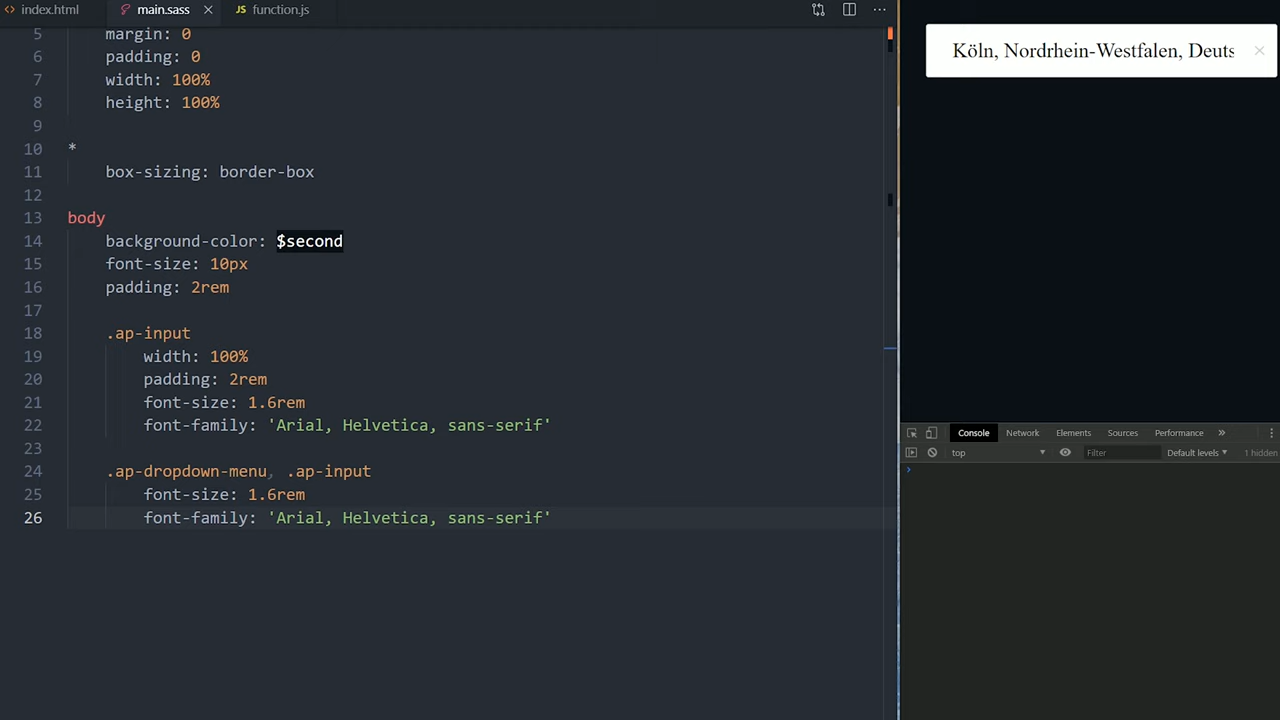 index.html main.sass function.js
5 margin: 0
6 padding: 0
7 width: 100%
8 height: 100%
9
10 *
11 box-sizing: border-box
12
13 body
14 background-color: $second
15 font-size: 10px
16 padding: 2rem
17
18 .ap-input
19 width: 100%
20 padding: 2rem
21 font-size: 1.6rem
22 font-family: 'Arial, Helvetica, sans-serif'
23
24 .ap-dropdown-menu, .ap-input
25 font-size: 1.6rem
26 font-family: 'Arial, Helvetica, sans-serif'
Köln, Nordrhein-Westfalen, Deuts
Console Network Elements Sources Performance »
top Filter Default levels 1 hidden